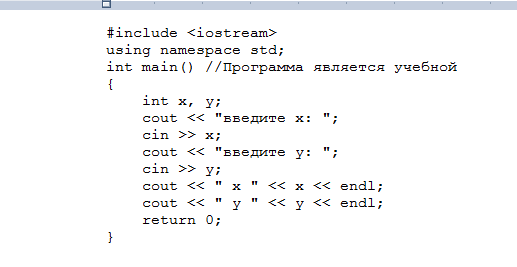 #include <iostream>
using namespace std;
int main() //Программа является учебной
{
int x, y;
cout << "введите x: ";
cin >> x;
cout << "введите y: ";
cin >> y;
cout << " x " << x << endl;
cout << " y " << y << endl;
return 0;
}